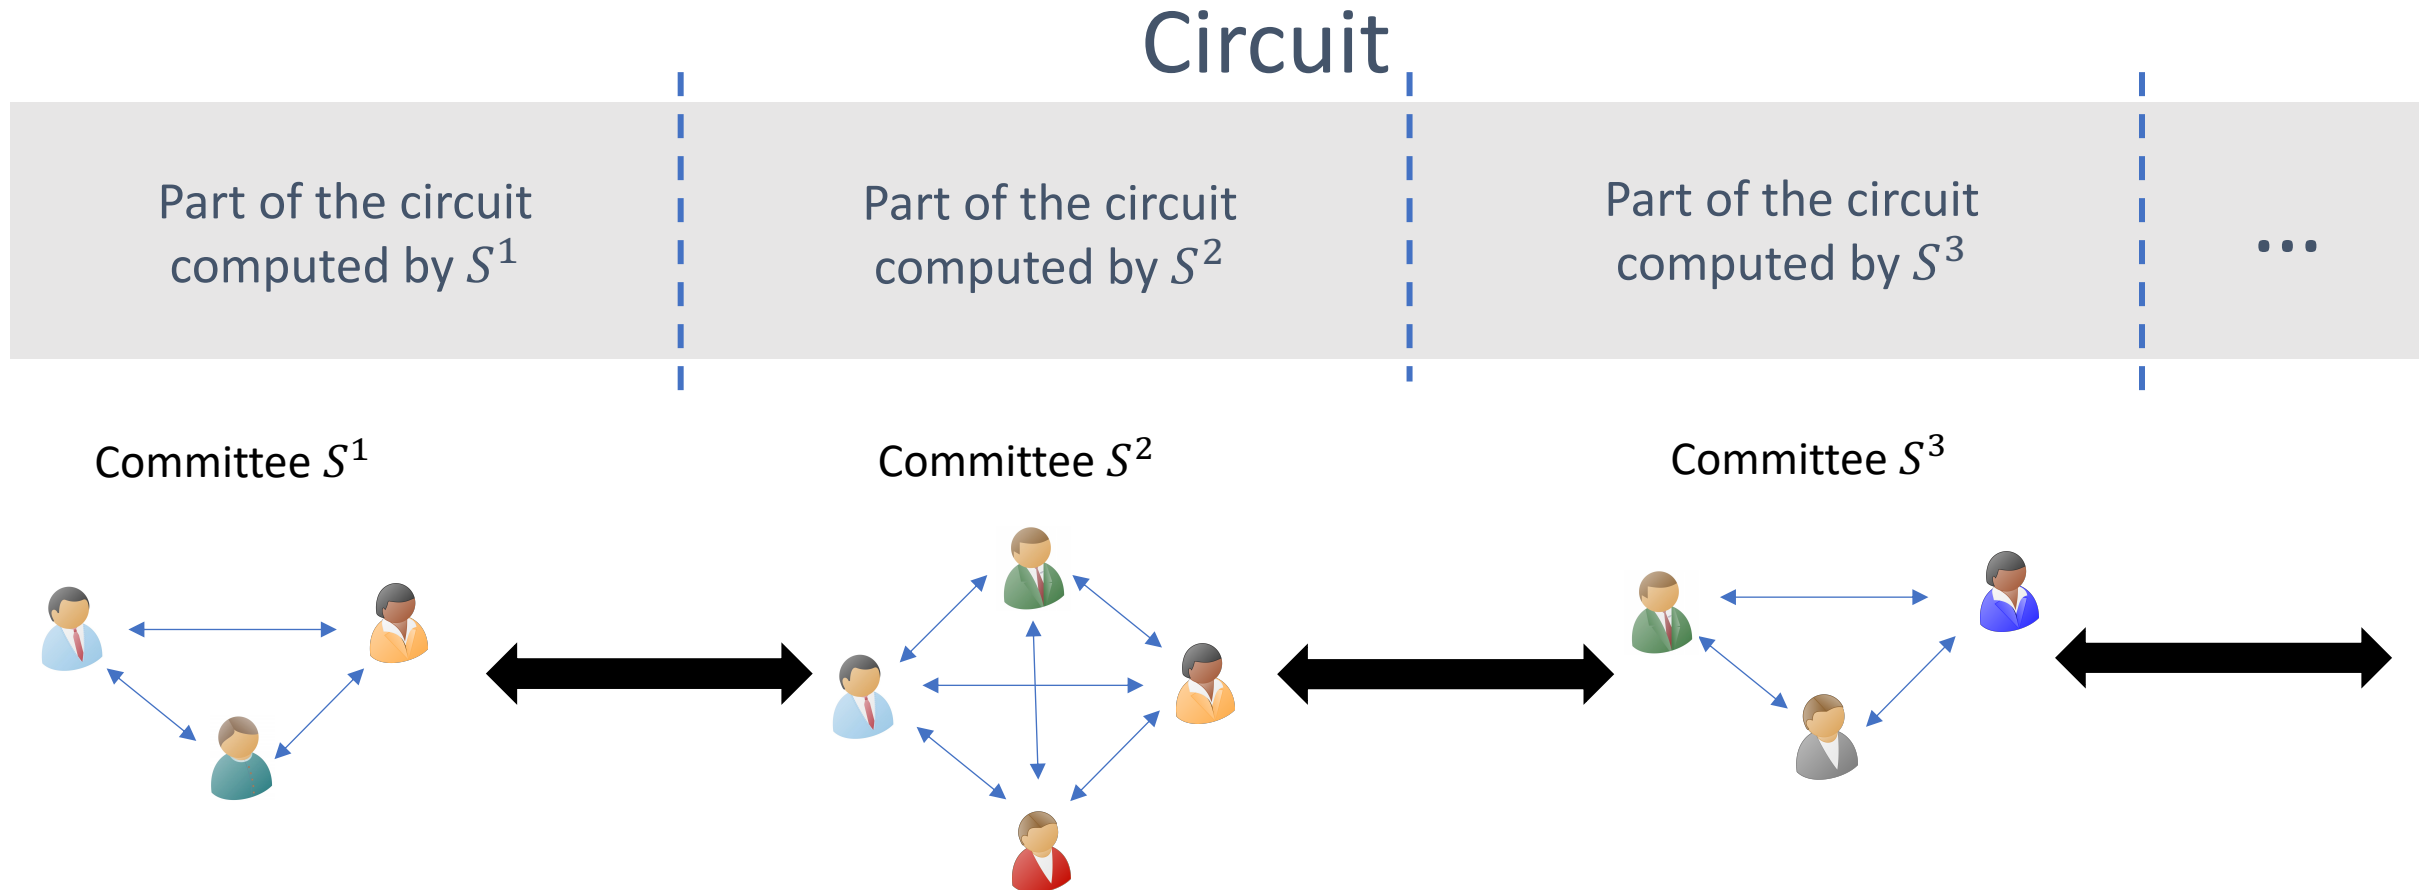 Circuit
Part of the circuit
computed by S¹
Part of the circuit
computed by S²
Part of the circuit
computed by S³
...
Committee S¹
Committee S²
Committee S³